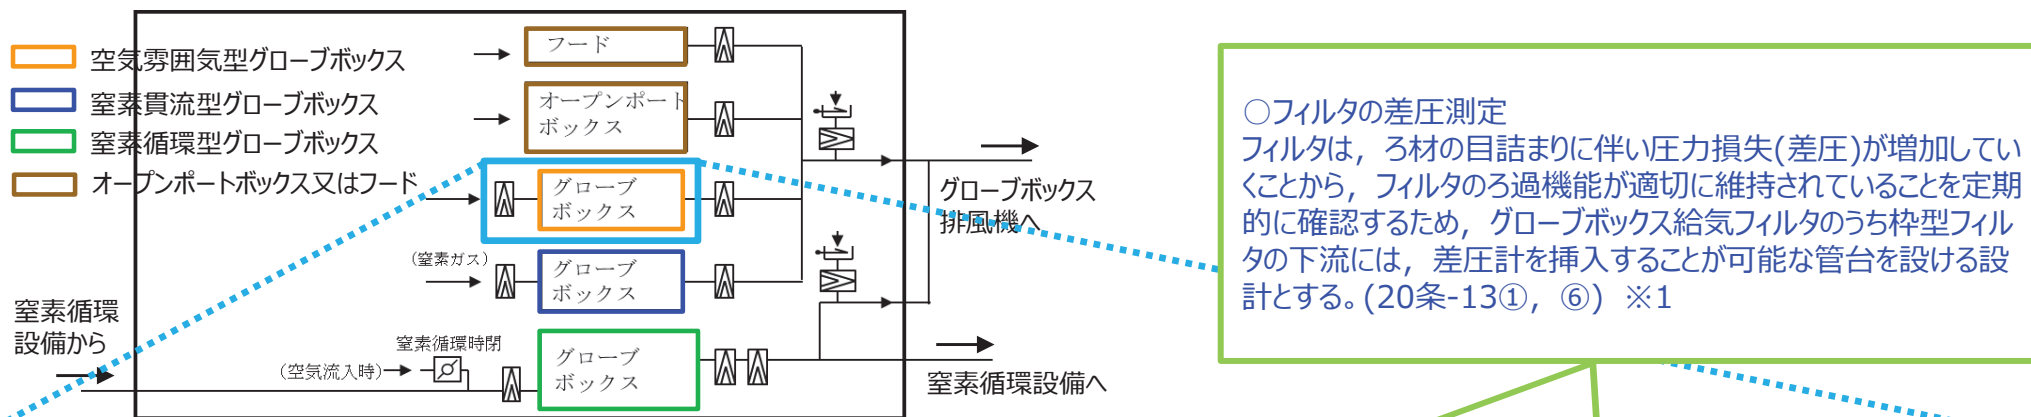 空気雰囲気型グローブボックス
窒素貫流型グローブボックス
窒素循環型グローブボックス
オープンポートボックス又はフード
フード
オープンポート
ボックス
グローブ
ボックス
(窒素ガス)
グローブ
ボックス
窒素循環
設備から
窒素循環時閉
(空気流入時)
グローブ
ボックス
グローブボックス
排風機へ
窒素循環設備へ
○フィルタの差圧測定
フィルタは，ろ材の目詰まりに伴い圧力損失(差圧)が増加してい
くことから，フィルタのろ過機能が適切に維持されていることを定期
的に確認するため，グローブボックス給気フィルタのうち枠型フィル
タの下流には，差圧計を挿入することが可能な管台を設ける設
計とする。(20条-13①，⑥) ※1